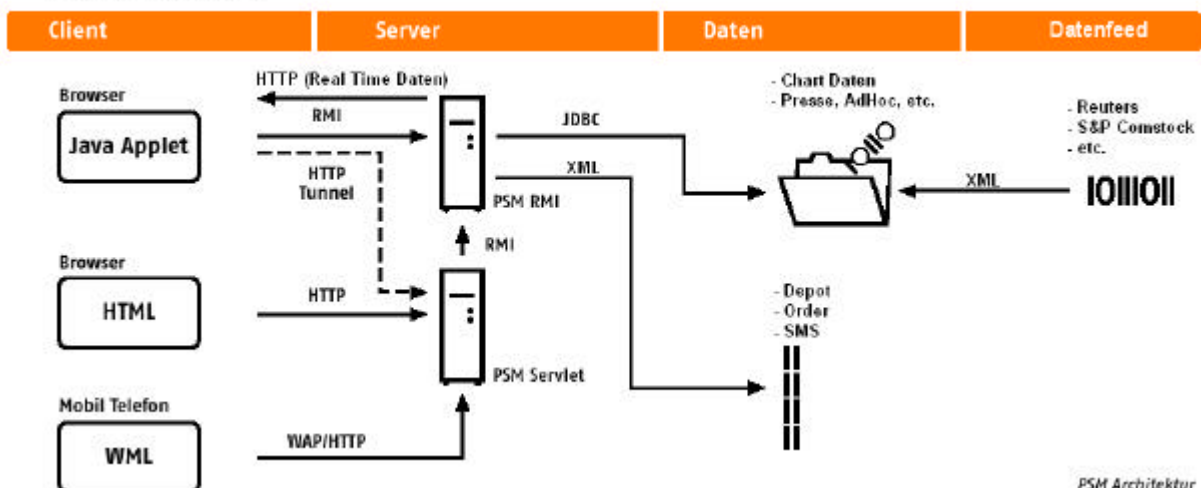 Client
Server
Daten
Datenfeed
HTTP (Real Time Daten)
Browser
Java Applet
RMI
HTTP
Tunnel
PSM RMI
JDBC
XML
- Chart Daten
- Presse, AdHoc, etc.
- Reuters
- S&P Comstock
- etc.
XML
RMI
Browser
HTML
HTTP
PSM Servlet
- Depot
- Order
- SMS
Mobil Telefon
WML
WAP/HTTP
PSM Architektur